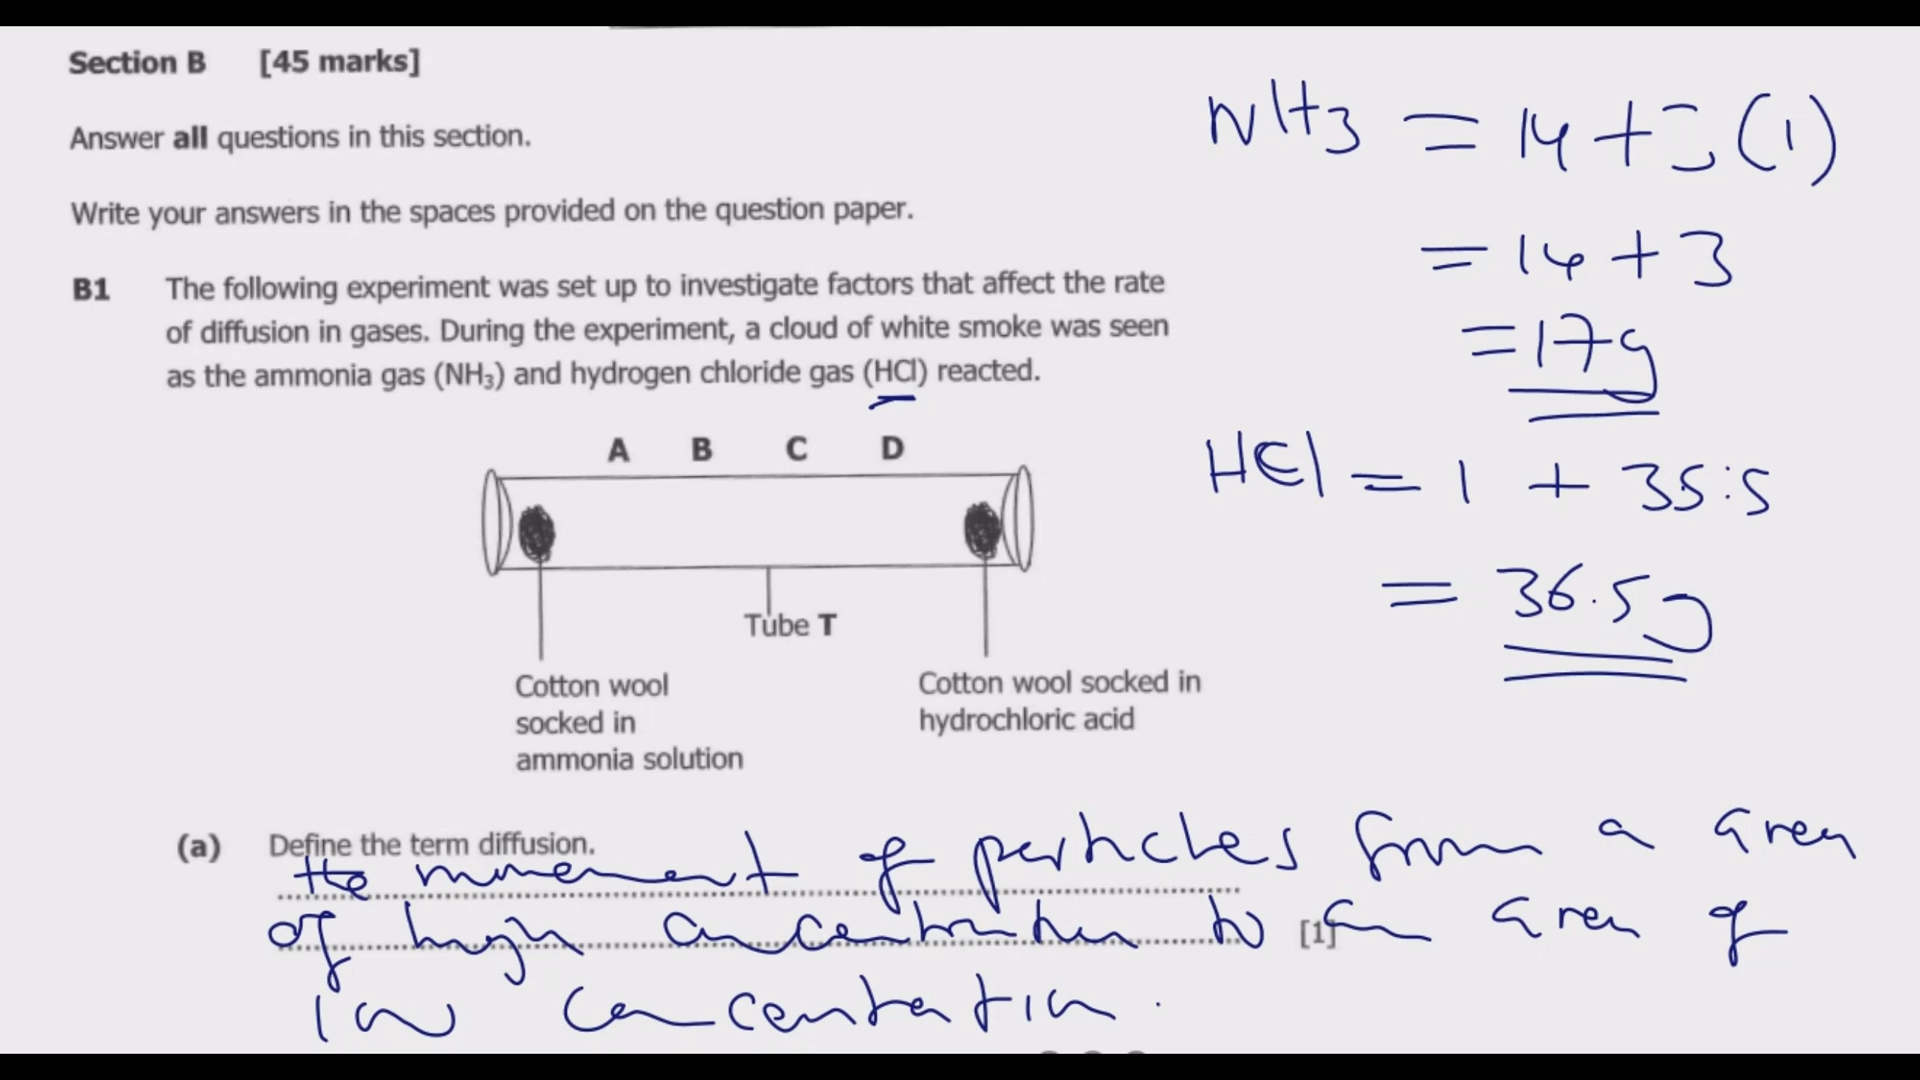 Section B [45 marks]
Answer all questions in this section.
Write your answers in the spaces provided on the question paper.
B1 The following experiment was set up to investigate factors that affect the rate
of diffusion in gases. During the experiment, a cloud of white smoke was seen
as the ammonia gas (NH₃) and hydrogen chloride gas (HCl) reacted.
A B C D
Tube T
Cotton wool
socked in
ammonia solution
Cotton wool socked in
hydrochloric acid
NH3 = 14 + 3(1)
= 14 + 3
= 17g
HCl = 1 + 35.5
= 36.5g
(a) Define the term diffusion.
the movement of particles from a area
of high concentration to an area of
[1]
low concentration.